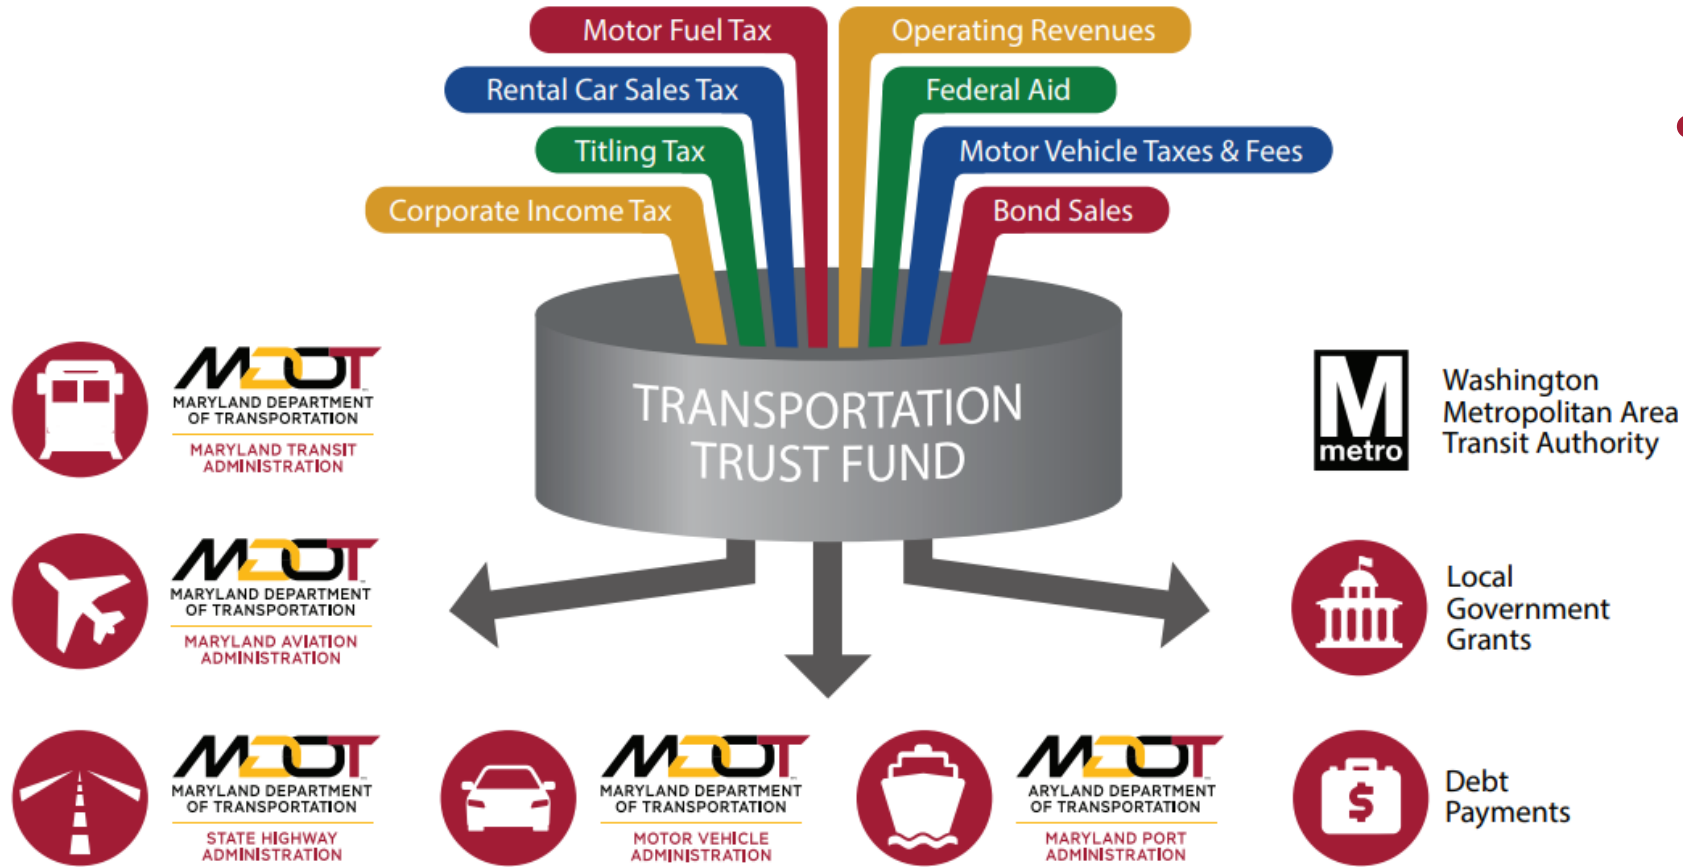 Motor Fuel Tax
Operating Revenues
Rental Car Sales Tax
Federal Aid
Titling Tax
Motor Vehicle Taxes & Fees
Corporate Income Tax
Bond Sales
TRANSPORTATION
TRUST FUND
MDOT
MARYLAND DEPARTMENT
OF TRANSPORTATION
MARYLAND TRANSIT
ADMINISTRATION
M
metro
Washington
Metropolitan Area
Transit Authority
MDOT
MARYLAND DEPARTMENT
OF TRANSPORTATION
MARYLAND AVIATION
ADMINISTRATION
Local
Government
Grants
MDOT
MARYLAND DEPARTMENT
OF TRANSPORTATION
STATE HIGHWAY
ADMINISTRATION
MDOT
MARYLAND DEPARTMENT
OF TRANSPORTATION
MOTOR VEHICLE
ADMINISTRATION
MDOT
ARYLAND DEPARTMENT
OF TRANSPORTATION
MARYLAND PORT
ADMINISTRATION
$
Debt
Payments